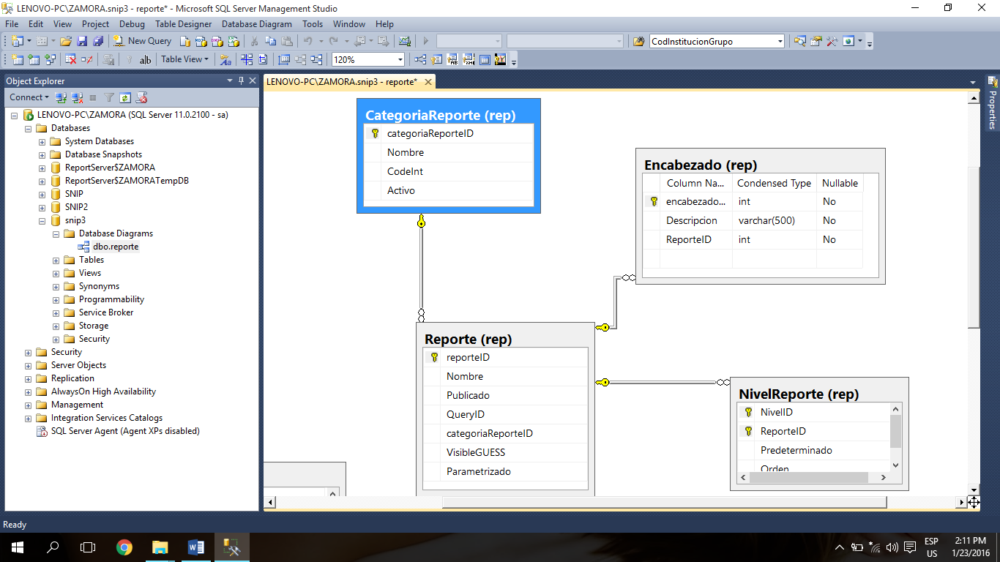 LENOVO-PC\ZAMORA.snip3 - reporte* - Microsoft SQL Server Management Studio
File Edit View Project Debug Table Designer Database Diagram Tools Window Help
New Query CodInstitucionGrupo
ab| Table View 120%
Object Explorer
Connect
LENOVO-PC\ZAMORA (SQL Server 11.0.2100 - sa)
Databases
System Databases
Database Snapshots
ReportServer$ZAMORA
ReportServer$ZAMORATempDB
SNIP
SNIP2
snip3
Database Diagrams
dbo.reporte
Tables
Views
Synonyms
Programmability
Service Broker
Storage
Security
Security
Server Objects
Replication
AlwaysOn High Availability
Management
Integration Services Catalogs
SQL Server Agent (Agent XPs disabled)
LENOVO-PC\ZAMORA.snip3 - reporte*
CategoriaReporte (rep)
categoriaReporteID
Nombre
CodeInt
Activo
Encabezado (rep)
Column Na... Condensed Type Nullable
encabezado... int No
Descripcion varchar(500) No
ReporteID int No
Reporte (rep)
reporteID
Nombre
Publicado
QueryID
categoriaReporteID
VisibleGUESS
Parametrizado
NivelReporte (rep)
NivelID
ReporteID
Predeterminado
Orden
Properties
Ready
ESP
US
2:11 PM
1/23/2016